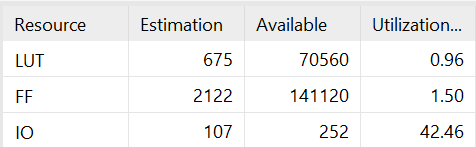 Resource Estimation Available Utilization...
LUT 675 70560 0.96
FF 2122 141120 1.50
IO 107 252 42.46